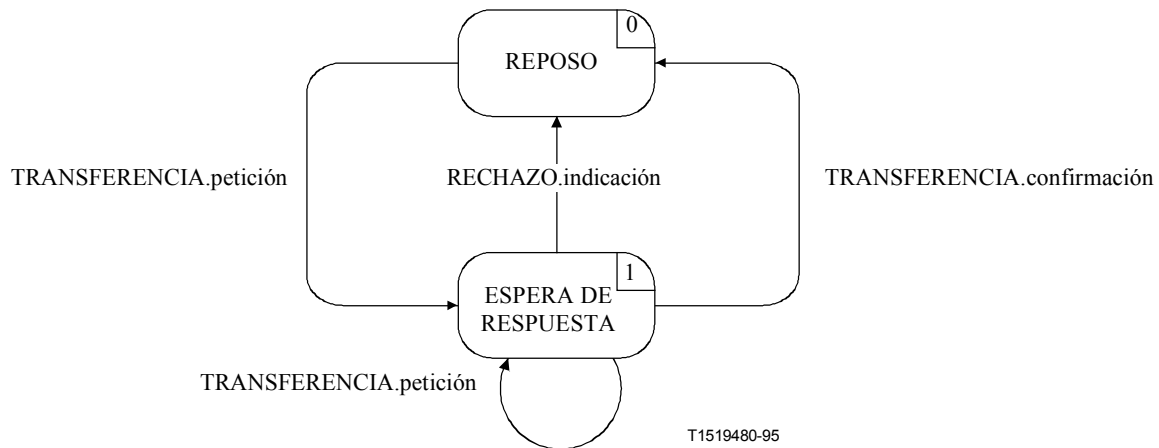 0
REPOSO
TRANSFERENCIA.petición
RECHAZO.indicación
TRANSFERENCIA.confirmación
1
ESPERA DE
RESPUESTA
TRANSFERENCIA.petición
T1519480-95